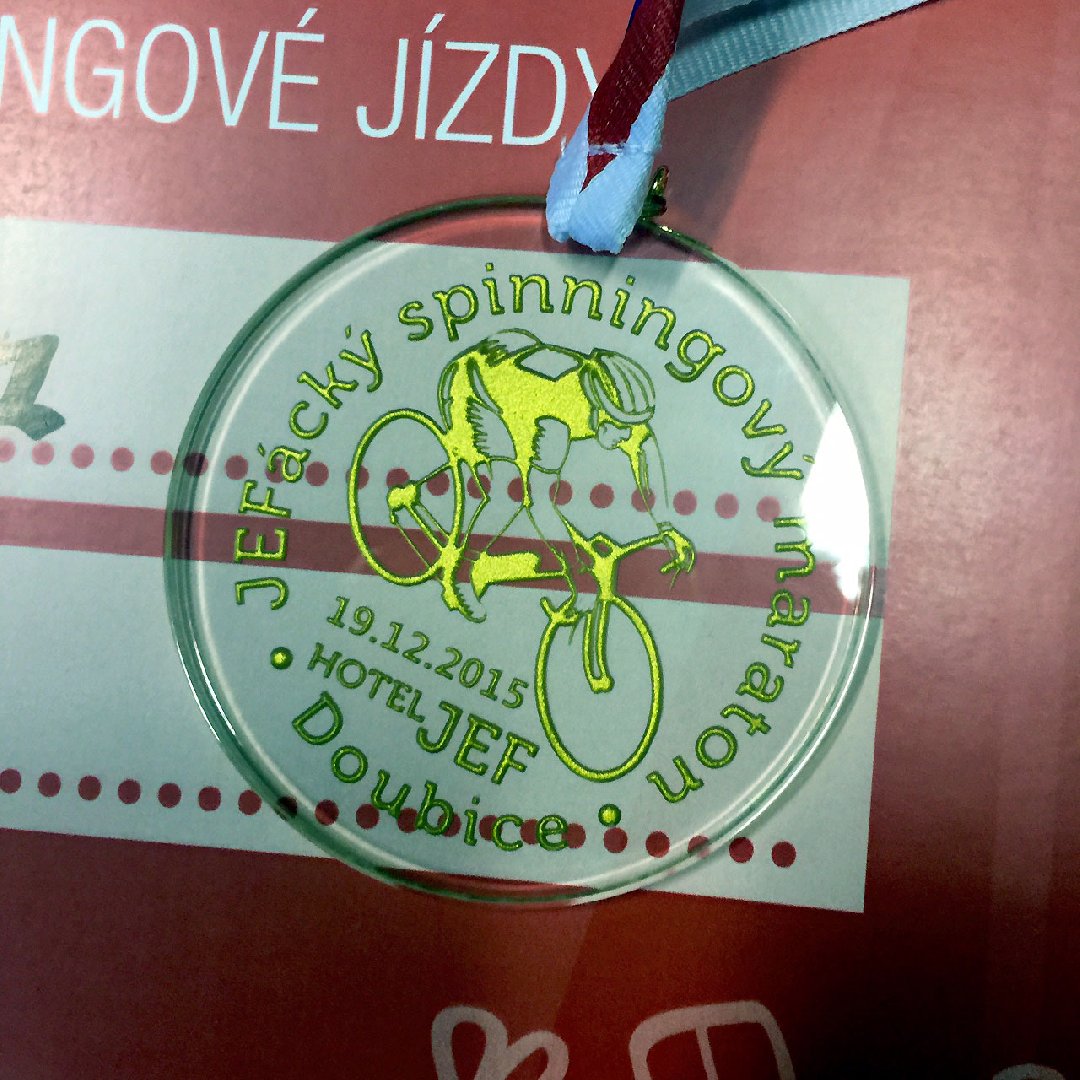 NGOVÉ JÍZDY
JEFácký spinningový maraton
19.12.2015
HOTEL JEF
Doubice